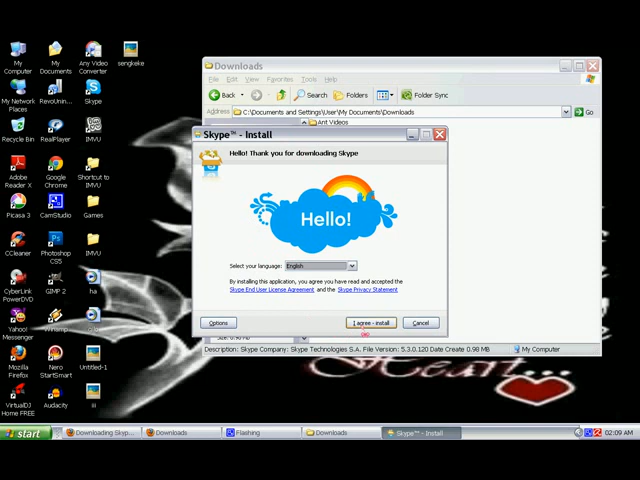 My Computer
My Documents
Any Video Converter
sengkeke
My Network Places
RevoUnin...
Skype
Recycle Bin
RealPlayer
IMVU
Adobe Reader X
Google Chrome
Shortcut to IMVU
Picasa 3
CamStudio
Games
CCleaner
Photoshop CS5
IMVU
CyberLink PowerDVD
GIMP 2
ha
Yahoo! Messenger
Winamp
Mozilla Firefox
Nero StartSmart
Untitled-1
VirtualDJ Home FREE
Audacity
Downloads
File Edit View Favorites Tools Help
Back
Search
Folders
Folder Sync
Address
C:\Documents and Settings\User\My Documents\Downloads
Go
Ant Videos
Skype™ - Install
Hello! Thank you for downloading Skype
Hello!
Select your language:
English
By installing this application, you agree you have read and accepted the
Skype End User License Agreement and the Skype Privacy Statement
Options
I agree - install
Cancel
Description: Skype Company: Skype Technologies S.A. File Version: 5.3.0.120 Date Create 0.98 MB
My Computer
Heart...
start
Downloading Skyp...
Downloads
Flashing
Downloads
Skype™ - Install
02:09 AM